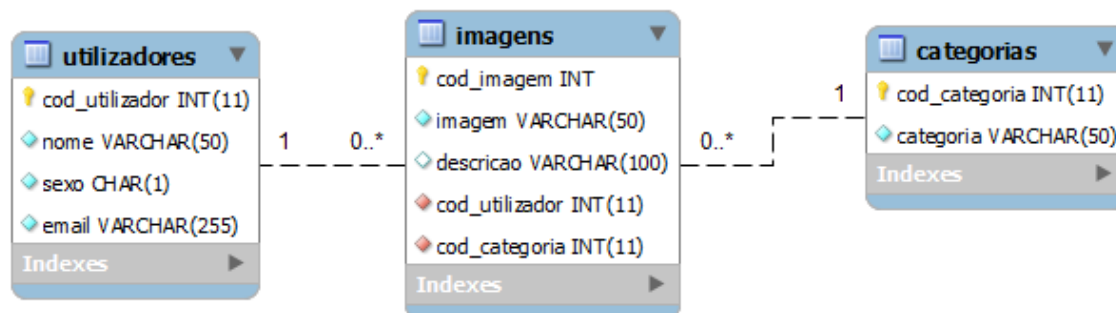 utilizadores
cod_utilizador INT(11)
nome VARCHAR(50)
sexo CHAR(1)
email VARCHAR(255)
Indexes
1
0..*
imagens
cod_imagem INT
imagem VARCHAR(50)
descricao VARCHAR(100)
cod_utilizador INT(11)
cod_categoria INT(11)
Indexes
0..*
1
categorias
cod_categoria INT(11)
categoria VARCHAR(50)
Indexes